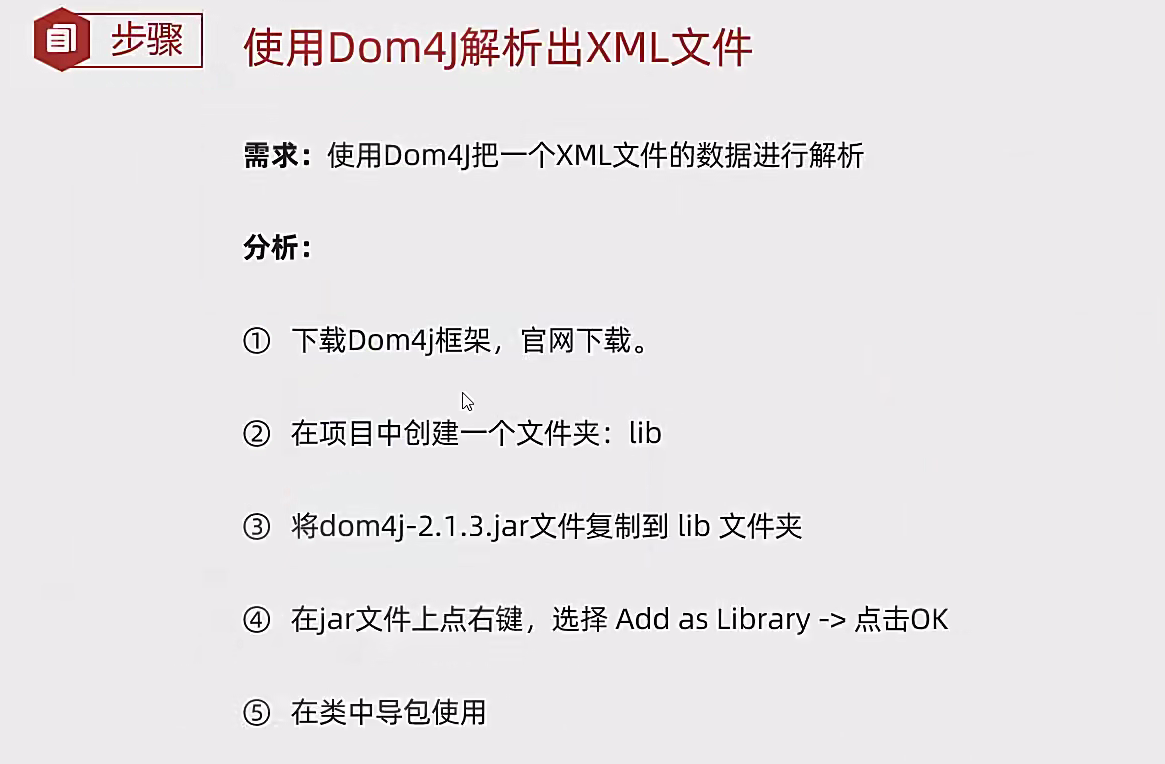 步骤
使用Dom4J解析出XML文件
需求：使用Dom4J把一个XML文件的数据进行解析
分析：
① 下载Dom4j框架，官网下载。
② 在项目中创建一个文件夹：lib
③ 将dom4j-2.1.3.jar文件复制到 lib 文件夹
④ 在jar文件上点右键，选择 Add as Library -> 点击OK
⑤ 在类中导包使用